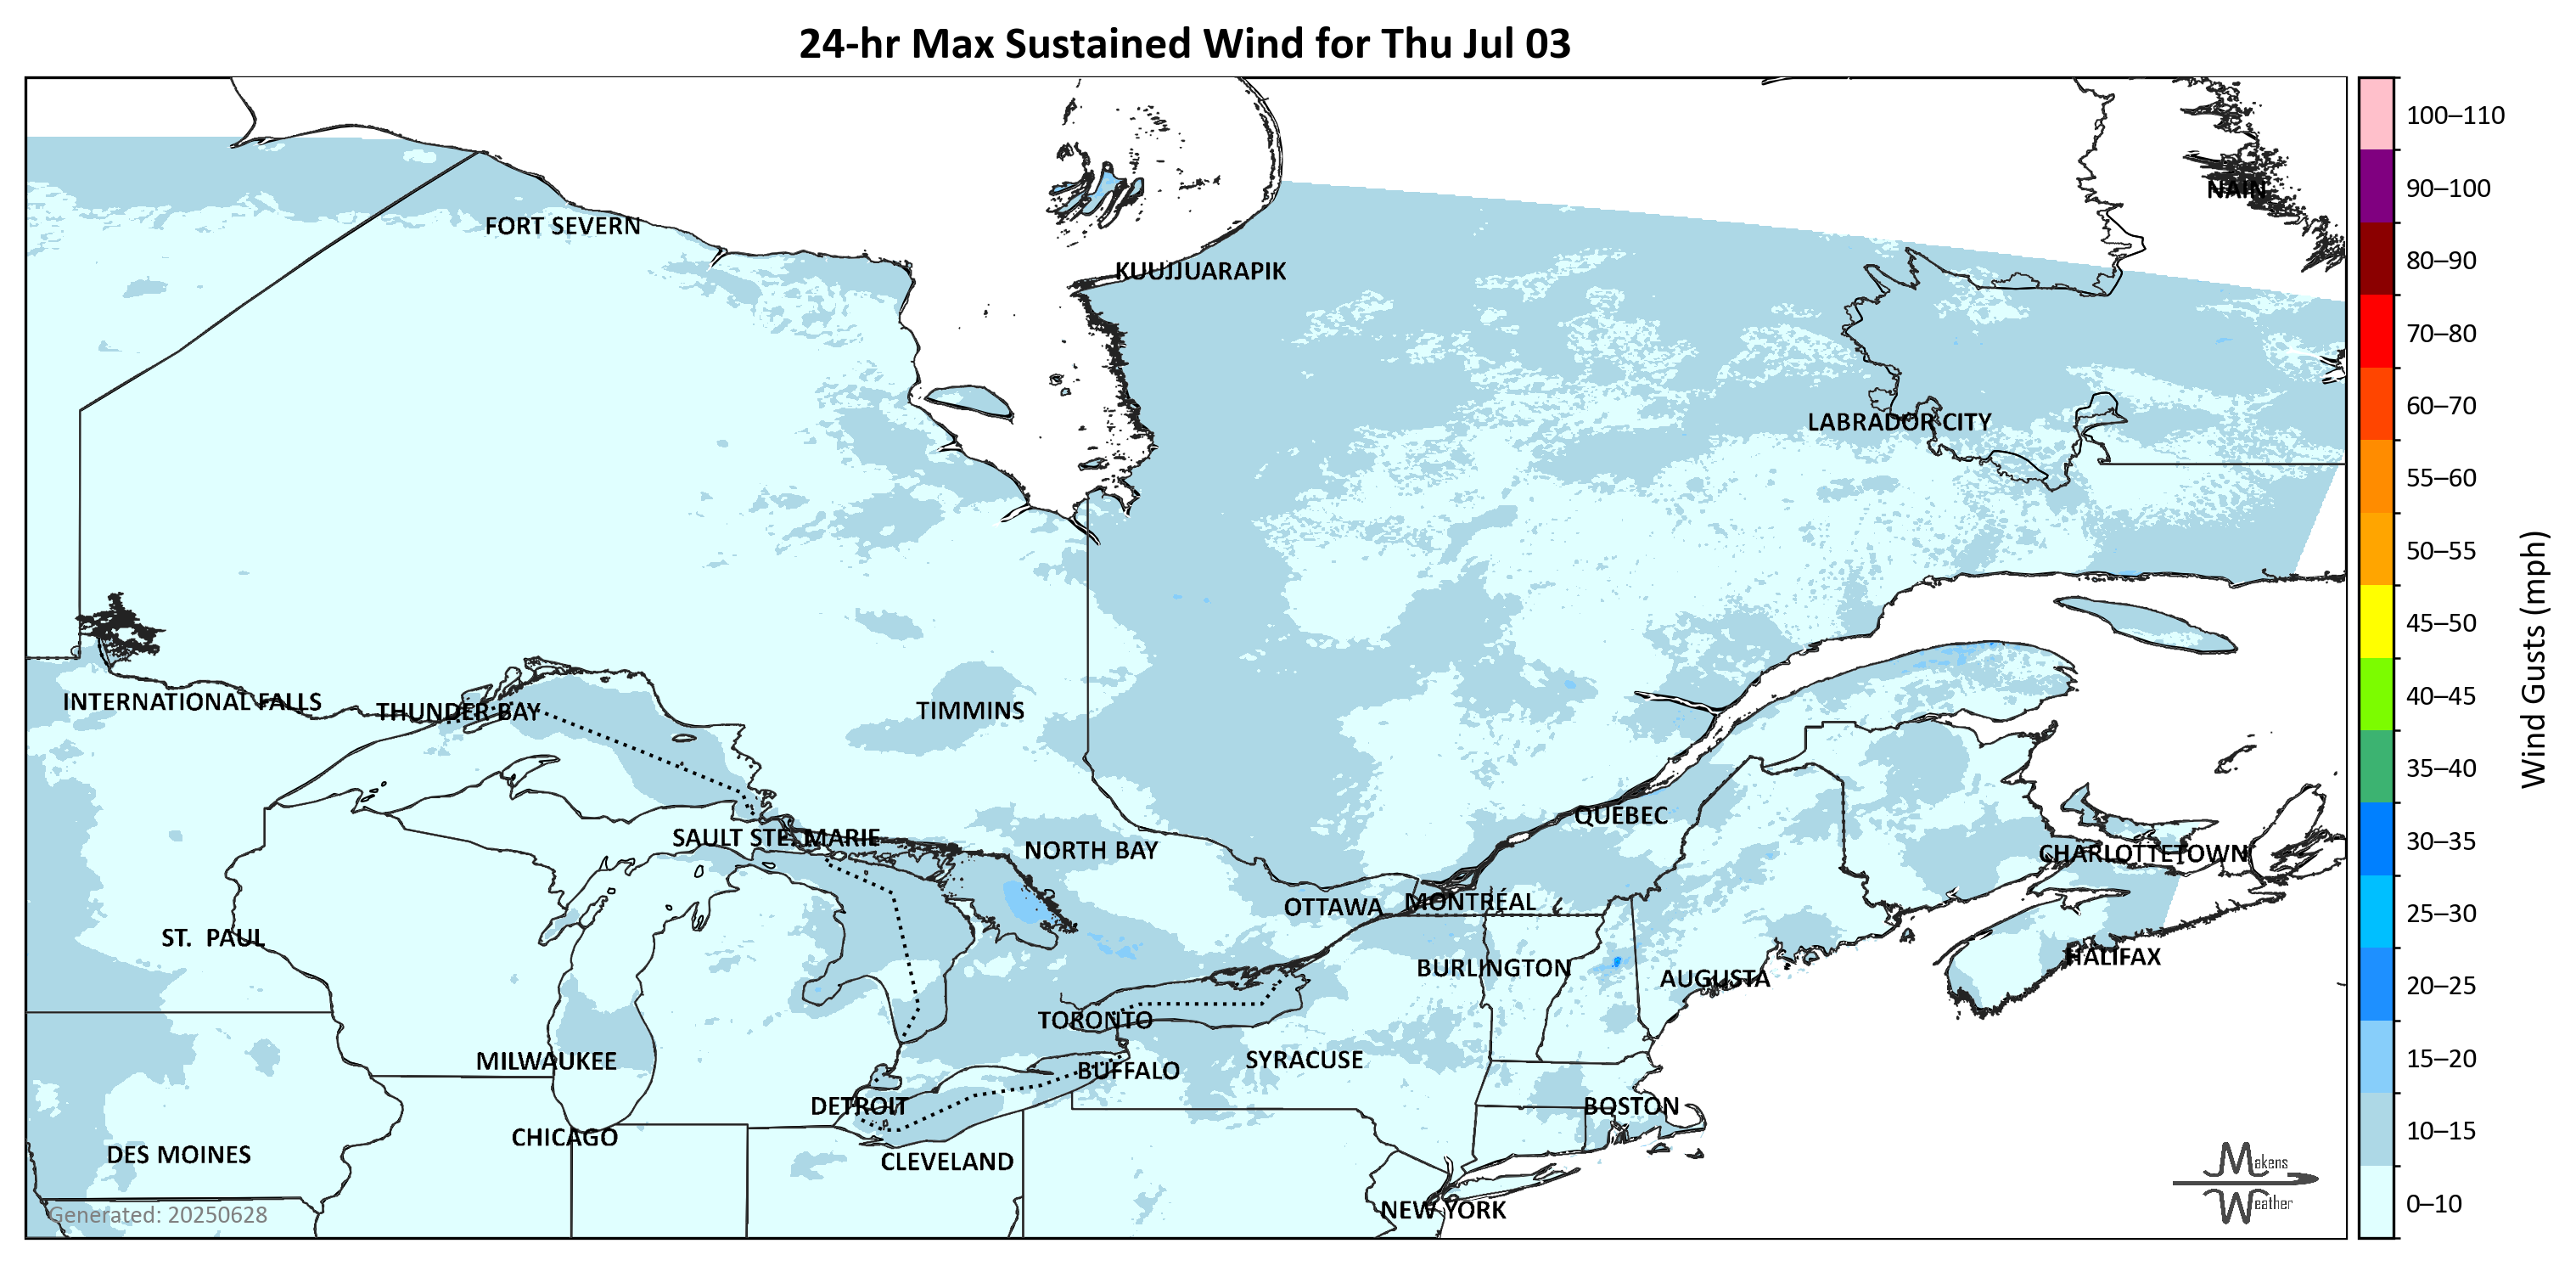 24-hr Max Sustained Wind for Thu Jul 03
100–110
90–100
NAIN
FORT SEVERN
80–90
KUUJJUARAPIK
70–80
60–70
LABRADOR CITY
55–60
50–55
45–50
Wind Gusts (mph)
40–45
INTERNATIONAL FALLS
THUNDER BAY
TIMMINS
35–40
QUEBEC
30–35
SAULT STE. MARIE
NORTH BAY
CHARLOTTETOWN
OTTAWA
MONTRÉAL
25–30
ST. PAUL
HALIFAX
BURLINGTON
AUGUSTA
20–25
TORONTO
MILWAUKEE
SYRACUSE
15–20
BUFFALO
DETROIT
BOSTON
10–15
CHICAGO
DES MOINES
CLEVELAND
Makens
Weather
0–10
NEW YORK
Generated: 20250628